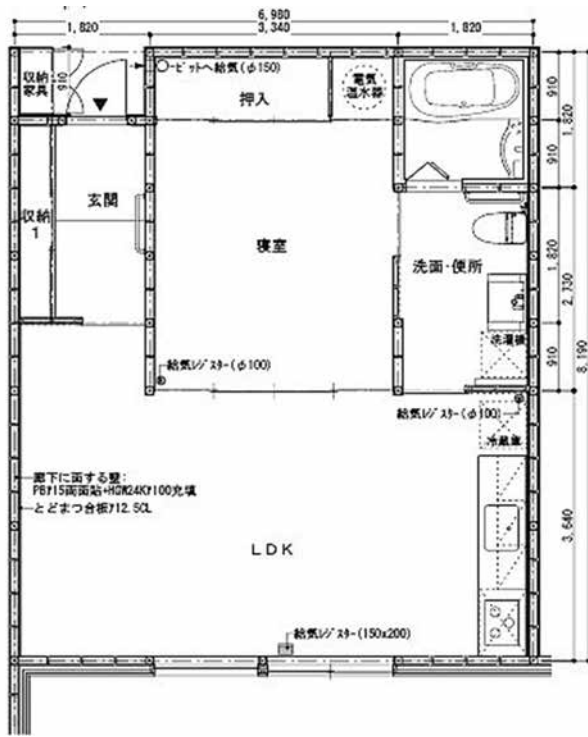 6,980
1,820
3,340
1,820
収納
家具
910
ピットへ給気(φ150)
電気
温水器
押入
910
910
1,820
玄関
収納
1
寝室
洗面・便所
1,820
2,730
910
8,190
洗濯機
給気ﾚｼﾞｽﾀｰ(φ100)
給気ﾚｼﾞｽﾀｰ(φ100)
冷蔵庫
廊下に面する壁:
PBｱ15両面貼+HGW24Kｱ100充填
とどまつ合板ｱ12.5CL
LDK
3,640
給気ﾚｼﾞｽﾀｰ(150x200)